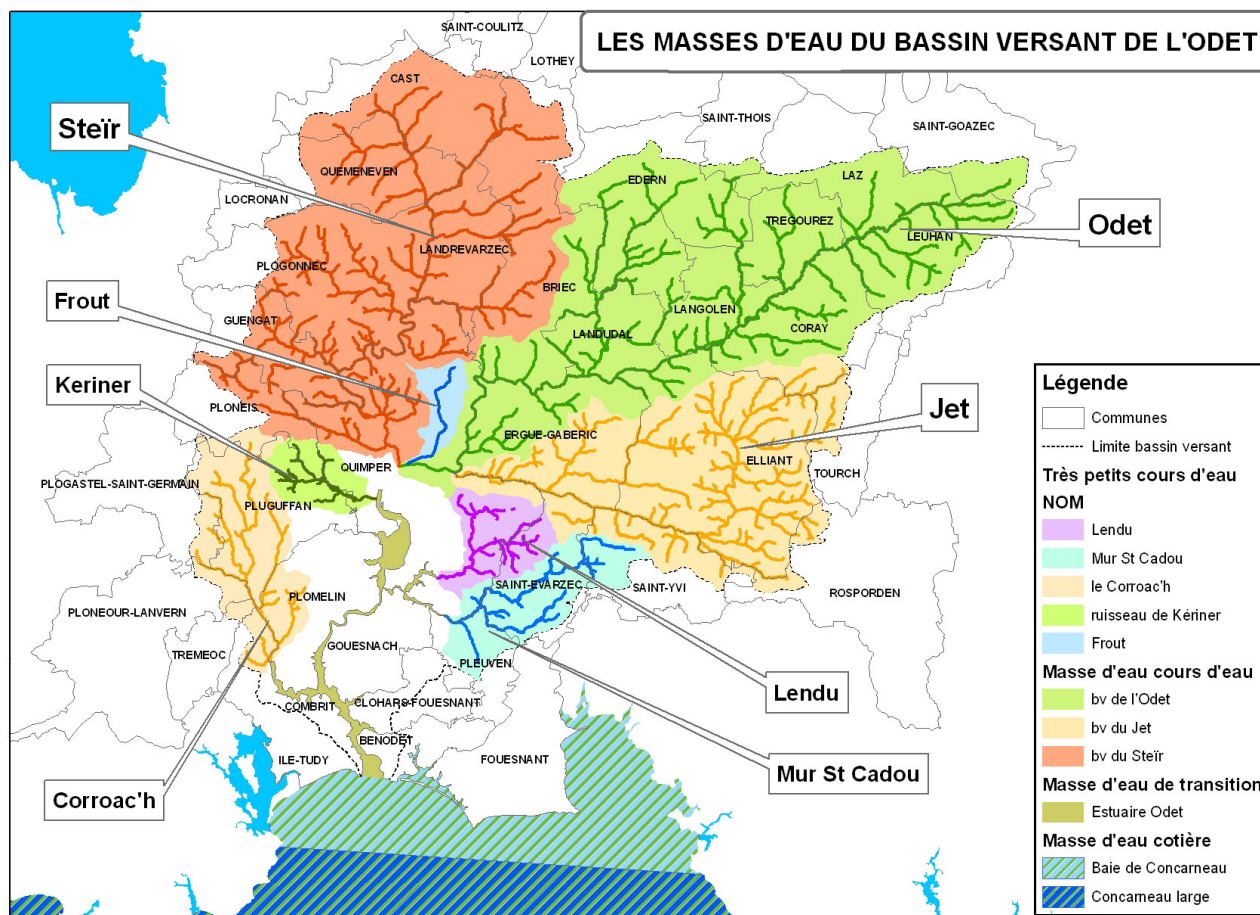 LES MASSES D'EAU DU BASSIN VERSANT DE L'ODET
SAINT-COULITZ
LOTHEY
CAST
SAINT-THOIS
SAINT-GOAZEC
Steïr
QUEMENEVEN
EDERN
LAZ
LOCRONAN
TREGOUREZ
Odet
LEUHAN
LANDREVARZEC
PLOGONNEC
BRIEC
Frout
LANGOLEN
GUENGAT
LANDUDAL
CORAY
Keriner
PLONEIS
Jet
ERGUE-GABERIC
QUIMPER
ELLIANT
TOURCH
PLOGASTEL-SAINT-GERMAIN
PLUGUFFAN
SAINT-EVARZEC
SAINT-YVI
ROSPORDEN
PLOMELIN
PLONEOUR-LANVERN
GOUESNACH
TREMEOC
PLEUVEN
Lendu
COMBRIT
CLOHARS-FOUESNANT
BENODET
ILE-TUDY
FOUESNANT
Mur St Cadou
Corroac'h
Légende
Communes
Limite bassin versant
Très petits cours d'eau
NOM
Lendu
Mur St Cadou
le Corroac'h
ruisseau de Kériner
Frout
Masse d'eau cours d'eau
bv de l'Odet
bv du Jet
bv du Steïr
Masse d'eau de transition
Estuaire Odet
Masse d'eau cotière
Baie de Concarneau
Concarneau large